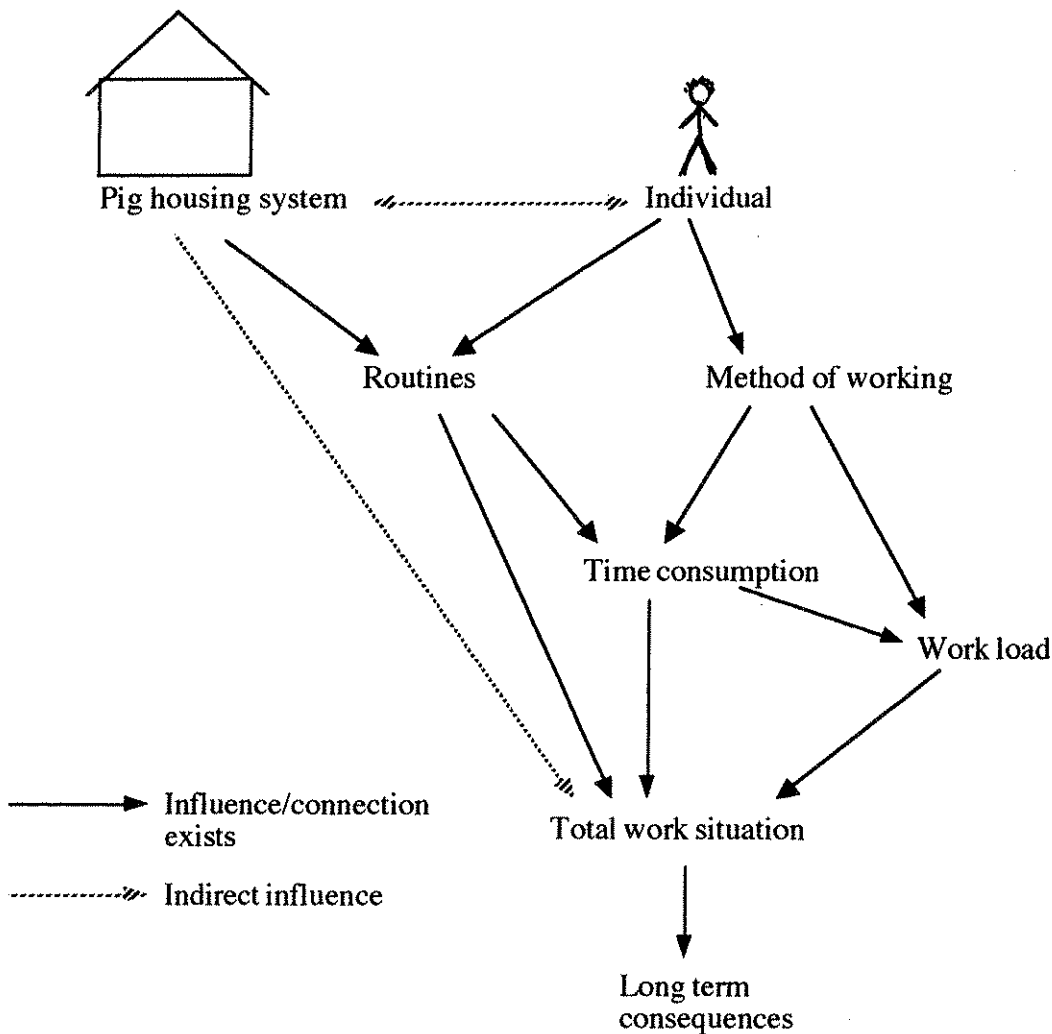 Pig housing system
Individual
Routines
Method of working
Time consumption
Work load
Influence/connection
exists
Total work situation
Indirect influence
Long term
consequences